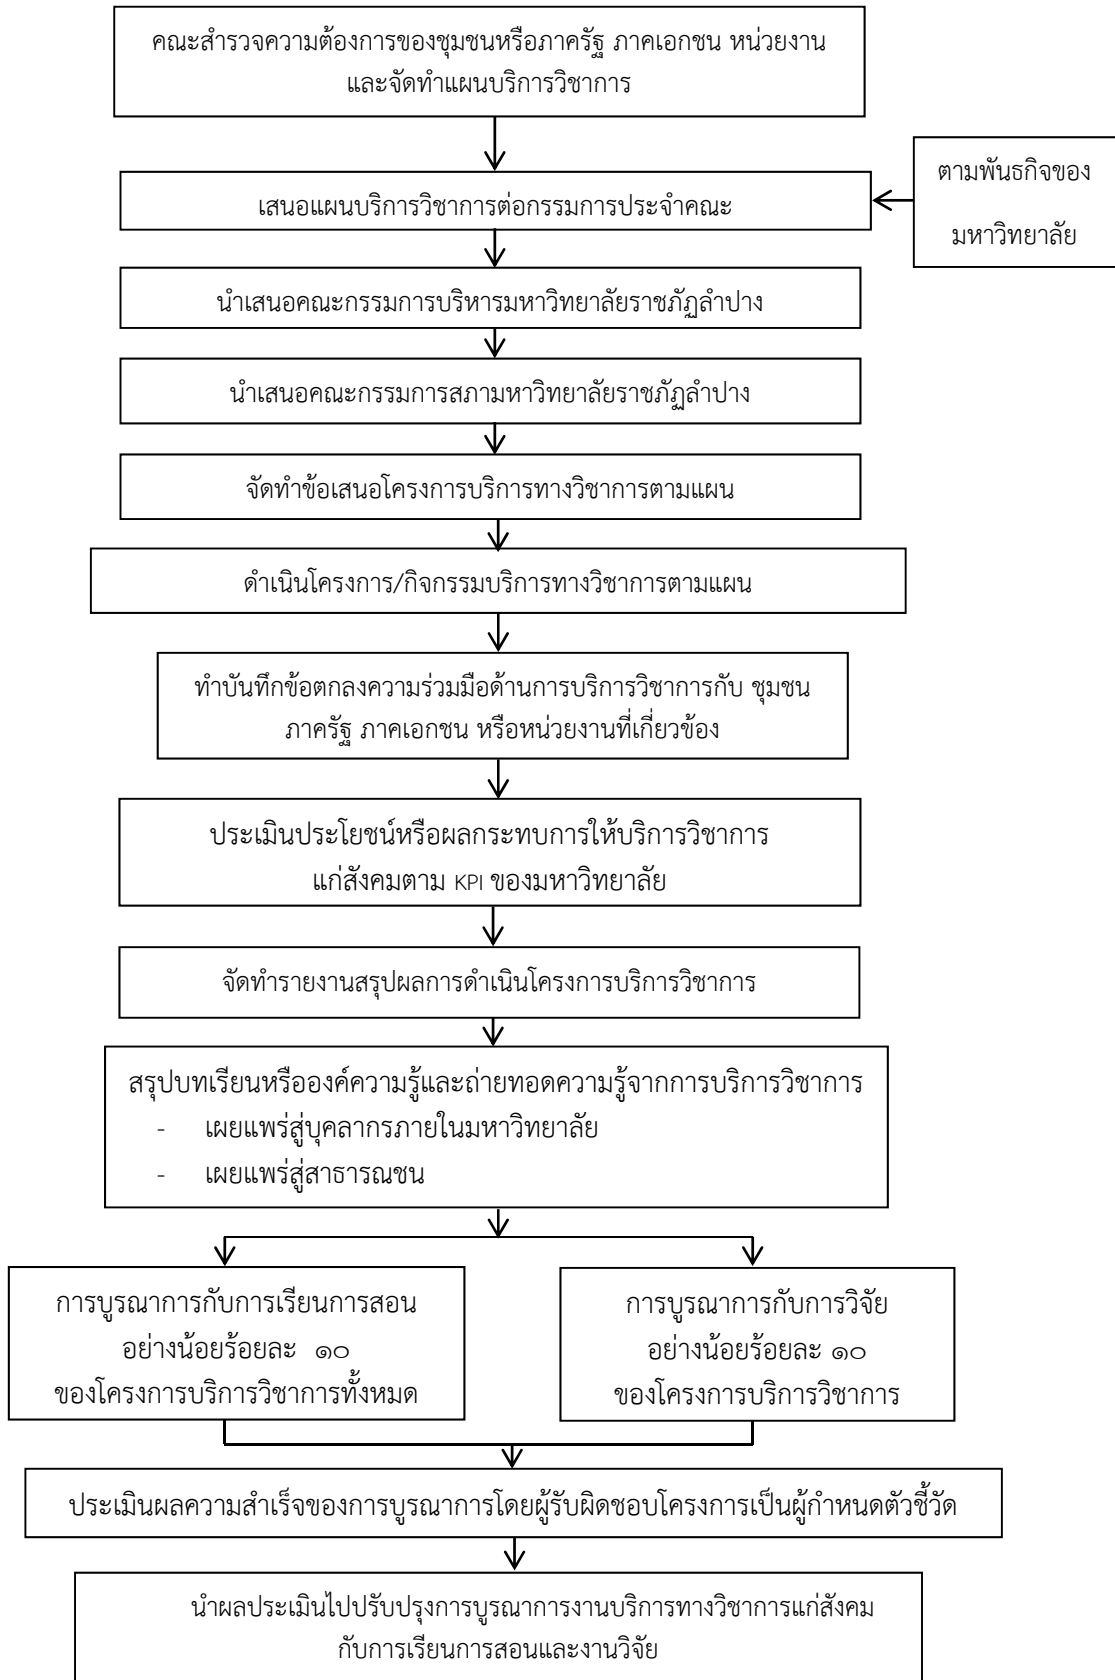 คณะสำรวจความต้องการของชุมชนหรือภาครัฐ ภาคเอกชน หน่วยงาน
และจัดทำแผนบริการวิชาการ
เสนอแผนบริการวิชาการต่อกรรมการประจำคณะ
ตามพันธกิจของ
มหาวิทยาลัย
นำเสนอคณะกรรมการบริหารมหาวิทยาลัยราชภัฏลำปาง
นำเสนอคณะกรรมการสภามหาวิทยาลัยราชภัฏลำปาง
จัดทำข้อเสนอโครงการบริการทางวิชาการตามแผน
ดำเนินโครงการ/กิจกรรมบริการทางวิชาการตามแผน
ทำบันทึกข้อตกลงความร่วมมือด้านการบริการวิชาการกับ ชุมชน
ภาครัฐ ภาคเอกชน หรือหน่วยงานที่เกี่ยวข้อง
ประเมินประโยชน์หรือผลกระทบการให้บริการวิชาการ
แก่สังคมตาม KPI ของมหาวิทยาลัย
จัดทำรายงานสรุปผลการดำเนินโครงการบริการวิชาการ
สรุปบทเรียนหรือองค์ความรู้และถ่ายทอดความรู้จากการบริการวิชาการ
- เผยแพร่สู่บุคลากรภายในมหาวิทยาลัย
- เผยแพร่สู่สาธารณชน
การบูรณาการกับการเรียนการสอน
อย่างน้อยร้อยละ ๑๐
ของโครงการบริการวิชาการทั้งหมด
การบูรณาการกับการวิจัย
อย่างน้อยร้อยละ ๑๐
ของโครงการบริการวิชาการ
ประเมินผลความสำเร็จของการบูรณาการโดยผู้รับผิดชอบโครงการเป็นผู้กำหนดตัวชี้วัด
นำผลประเมินไปปรับปรุงการบูรณาการงานบริการทางวิชาการแก่สังคม
กับการเรียนการสอนและงานวิจัย